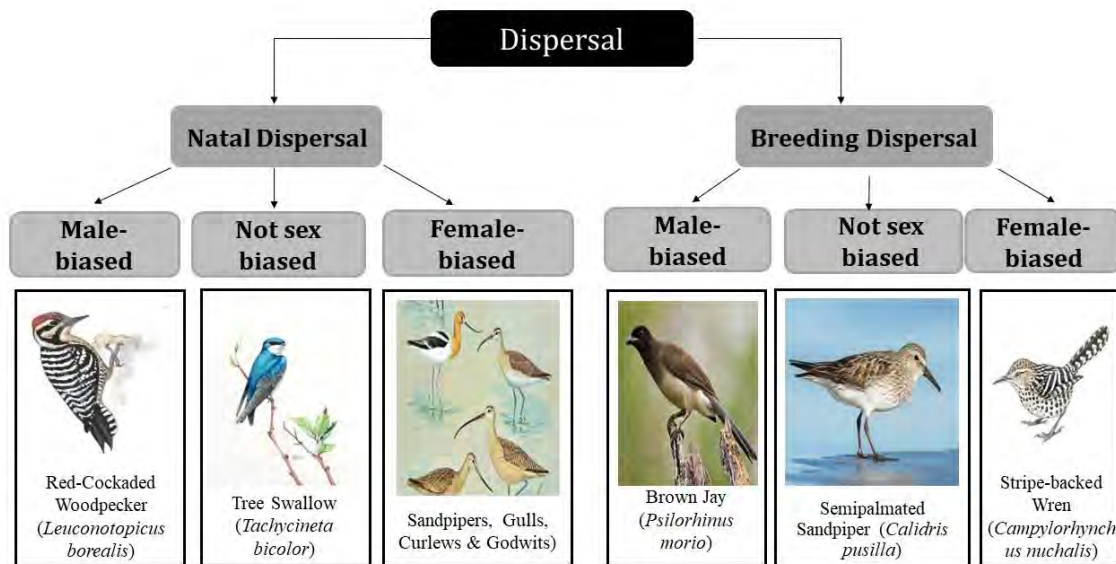 Dispersal
Natal Dispersal
Breeding Dispersal
Male-
biased
Not sex
biased
Female-
biased
Male-
biased
Not sex
biased
Female-
biased
Red-Cockaded
Woodpecker
(Leuconotopicus
borealis)
Tree Swallow
(Tachycineta
bicolor)
Sandpipers, Gulls,
Curlews & Godwits)
Brown Jay
(Psilorhinus
morio)
Semipalmated
Sandpiper (Calidris
pusilla)
Stripe-backed
Wren
(Campylorhynch
us nuchalis)